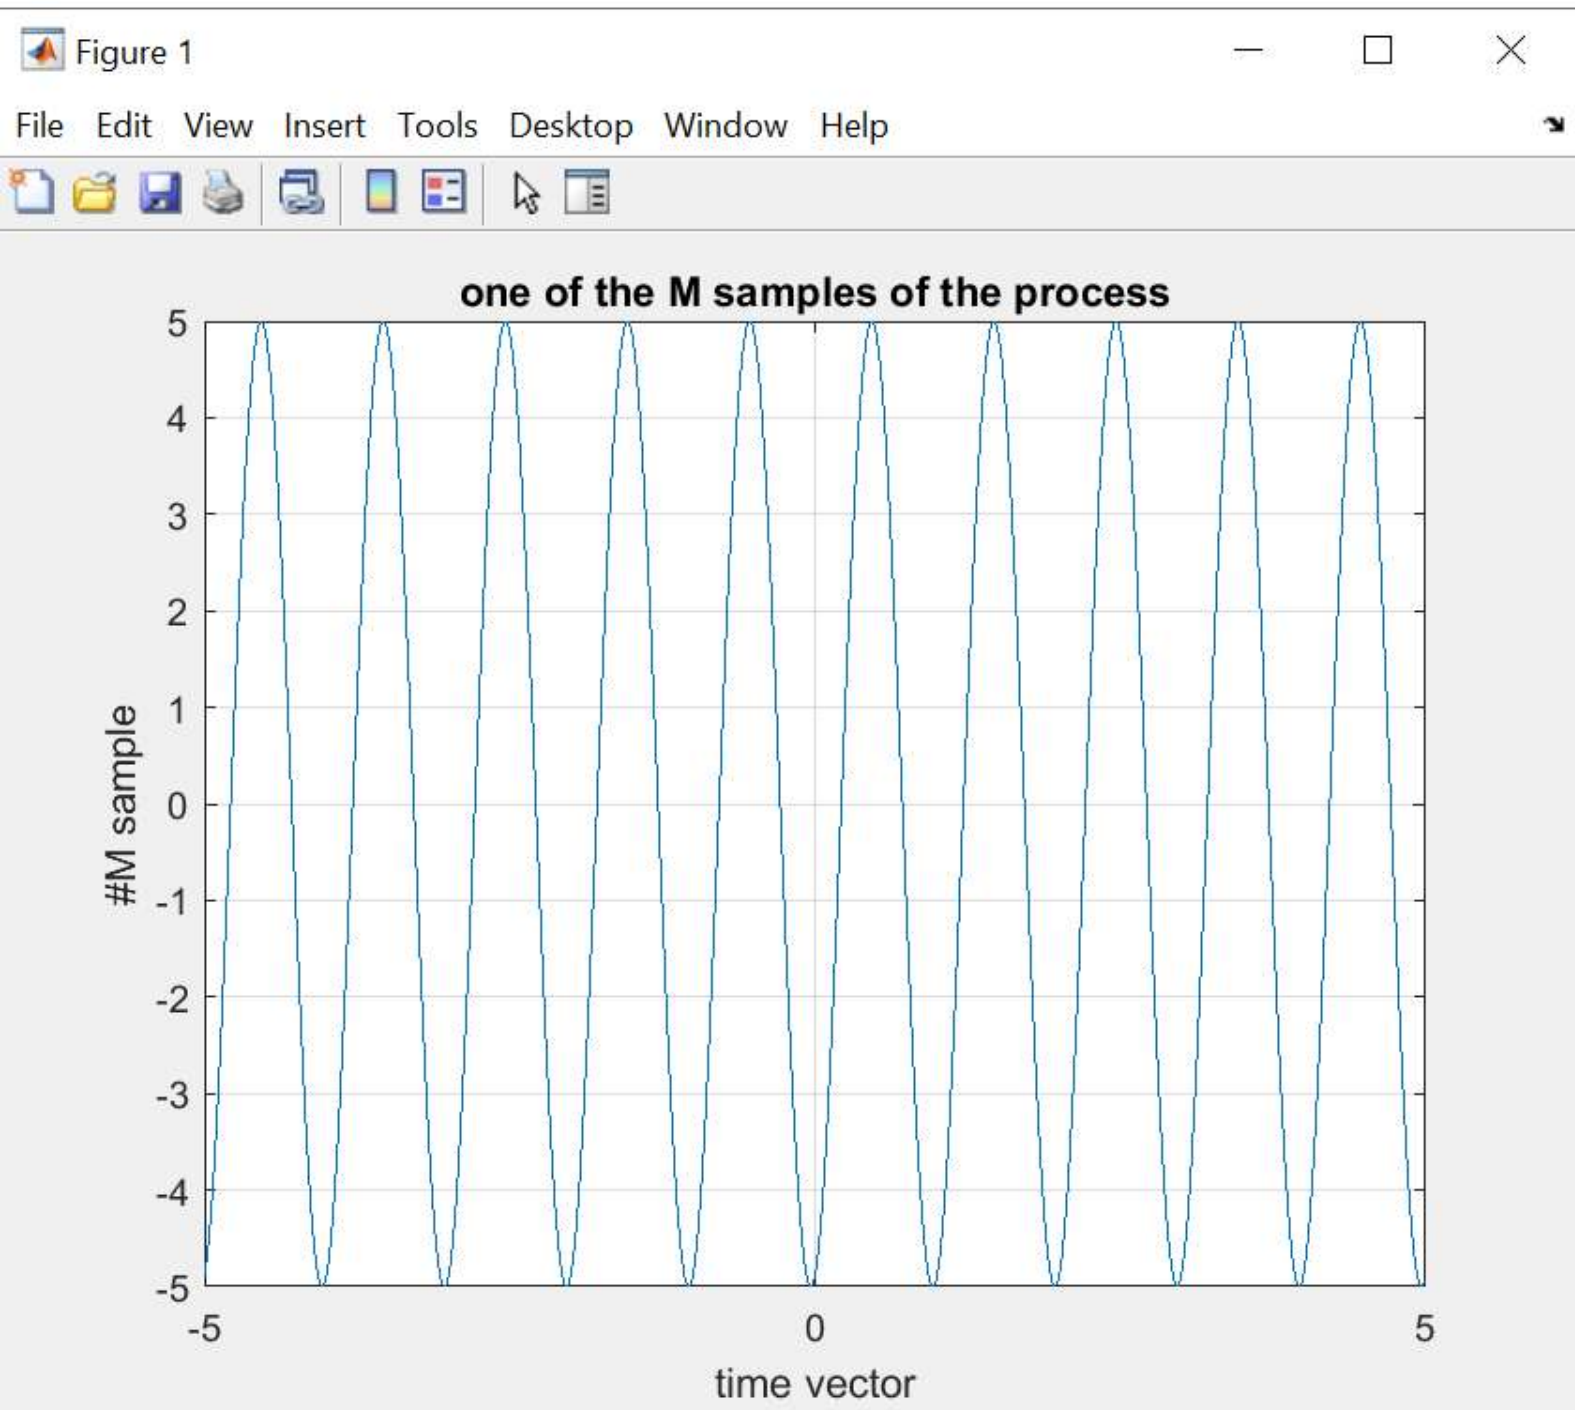 Figure 1
File Edit View Insert Tools Desktop Window Help
one of the M samples of the process
5
4
3
2
1
0
-1
-2
-3
-4
-5
#M sample
-5 0 5
time vector